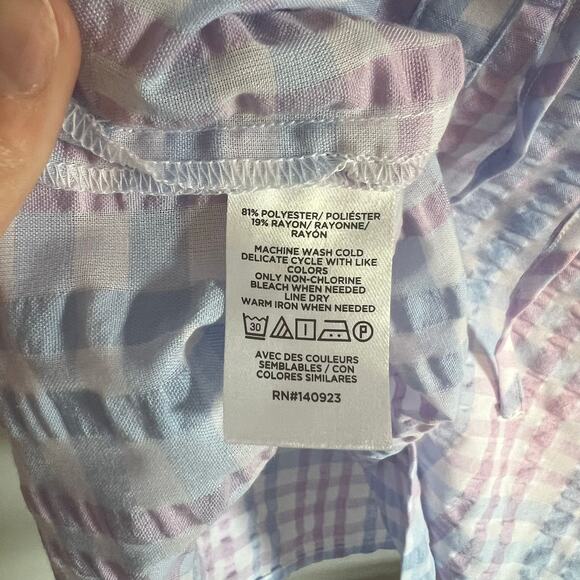 81% POLYESTER/ POLIÉSTER
19% RAYON/ RAYONNE/
RAYÓN
MACHINE WASH COLD
DELICATE CYCLE WITH LIKE
COLORS
ONLY NON-CHLORINE
BLEACH WHEN NEEDED
LINE DRY
WARM IRON WHEN NEEDED
30 P
AVEC DES COULEURS
SEMBLABLES / CON
COLORES SIMILARES
RN#140923